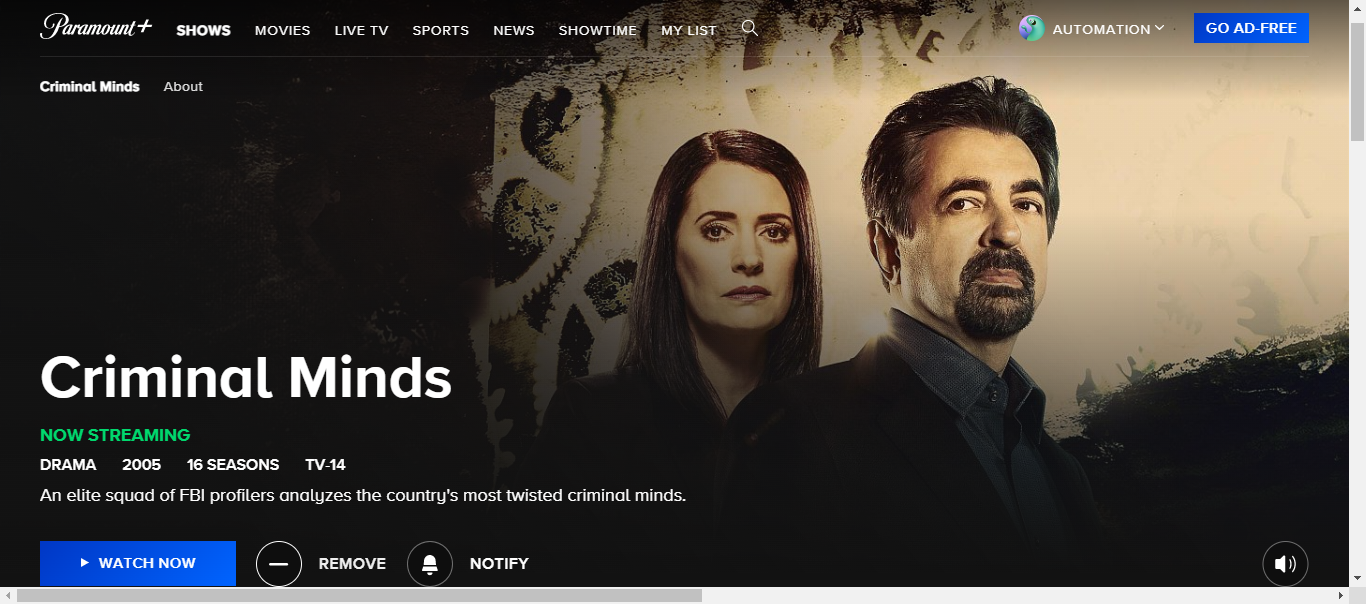 Paramount+ SHOWS MOVIES LIVE TV SPORTS NEWS SHOWTIME MY LIST AUTOMATION GO AD-FREE
Criminal Minds About
Criminal Minds
NOW STREAMING
DRAMA 2005 16 SEASONS TV-14
An elite squad of FBI profilers analyzes the country's most twisted criminal minds.
WATCH NOW REMOVE NOTIFY